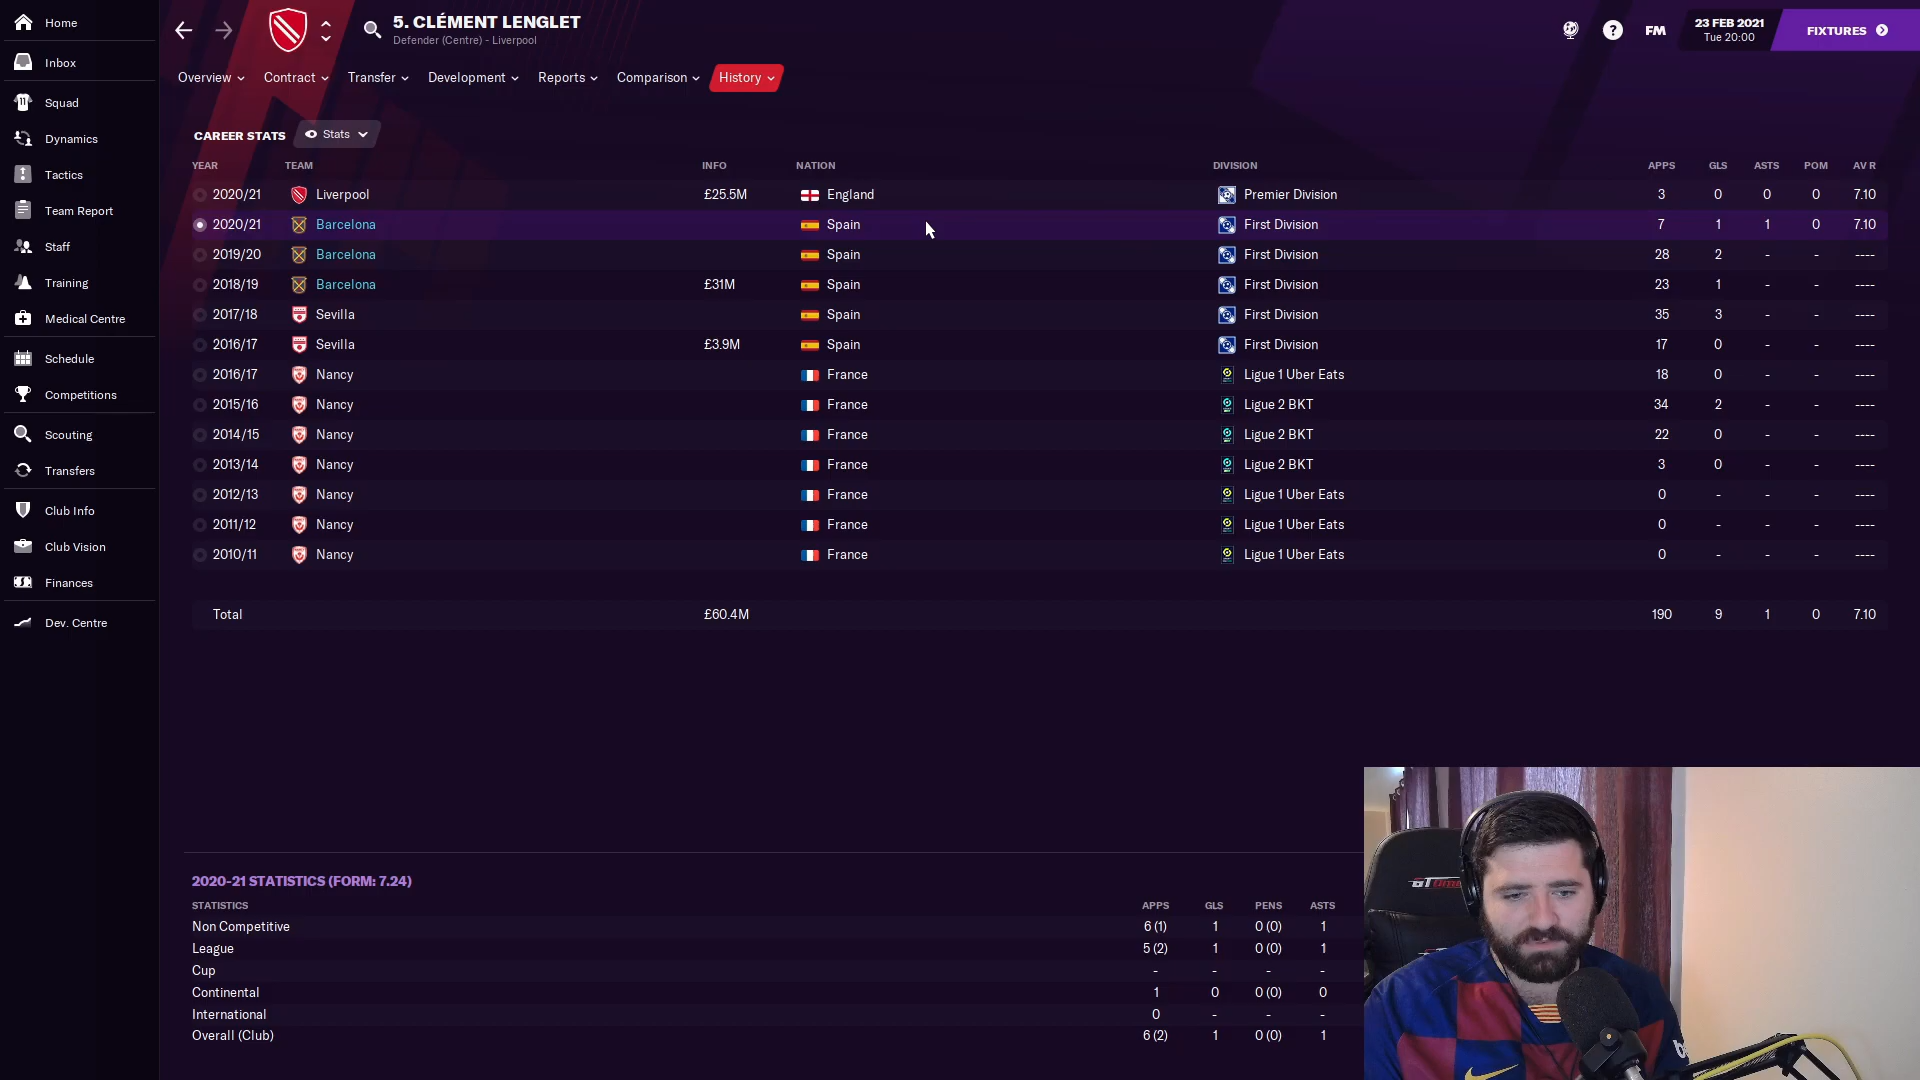 Home
Inbox
Squad
Dynamics
Tactics
Team Report
Staff
Training
Medical Centre
Schedule
Competitions
Scouting
Transfers
Club Info
Club Vision
Finances
Dev. Centre
5. CLÉMENT LENGLET
Defender (Centre) - Liverpool
FM
23 FEB 2021
Tue 20:00
FIXTURES
Overview Contract Transfer Development Reports Comparison History
CAREER STATS Stats
YEAR TEAM INFO NATION DIVISION APPS GLS ASTS POM AV R
2020/21 Liverpool £25.5M England Premier Division 3 0 0 0 7.10
2020/21 Barcelona Spain First Division 7 1 1 0 7.10
2019/20 Barcelona Spain First Division 28 2 - - ----
2018/19 Barcelona £31M Spain First Division 23 1 - - ----
2017/18 Sevilla Spain First Division 35 3 - - ----
2016/17 Sevilla £3.9M Spain First Division 17 0 - - ----
2016/17 Nancy France Ligue 1 Uber Eats 18 0 - - ----
2015/16 Nancy France Ligue 2 BKT 34 2 - - ----
2014/15 Nancy France Ligue 2 BKT 22 0 - - ----
2013/14 Nancy France Ligue 2 BKT 3 0 - - ----
2012/13 Nancy France Ligue 1 Uber Eats 0 - - - ----
2011/12 Nancy France Ligue 1 Uber Eats 0 - - - ----
2010/11 Nancy France Ligue 1 Uber Eats 0 - - - ----
Total £60.4M 190 9 1 0 7.10
2020-21 STATISTICS (FORM: 7.24)
STATISTICS APPS GLS PENS ASTS
Non Competitive 6 (1) 1 0 (0) 1
League 5 (2) 1 0 (0) 1
Cup - - - -
Continental 1 0 0 (0) 0
International 0 - - -
Overall (Club) 6 (2) 1 0 (0) 1